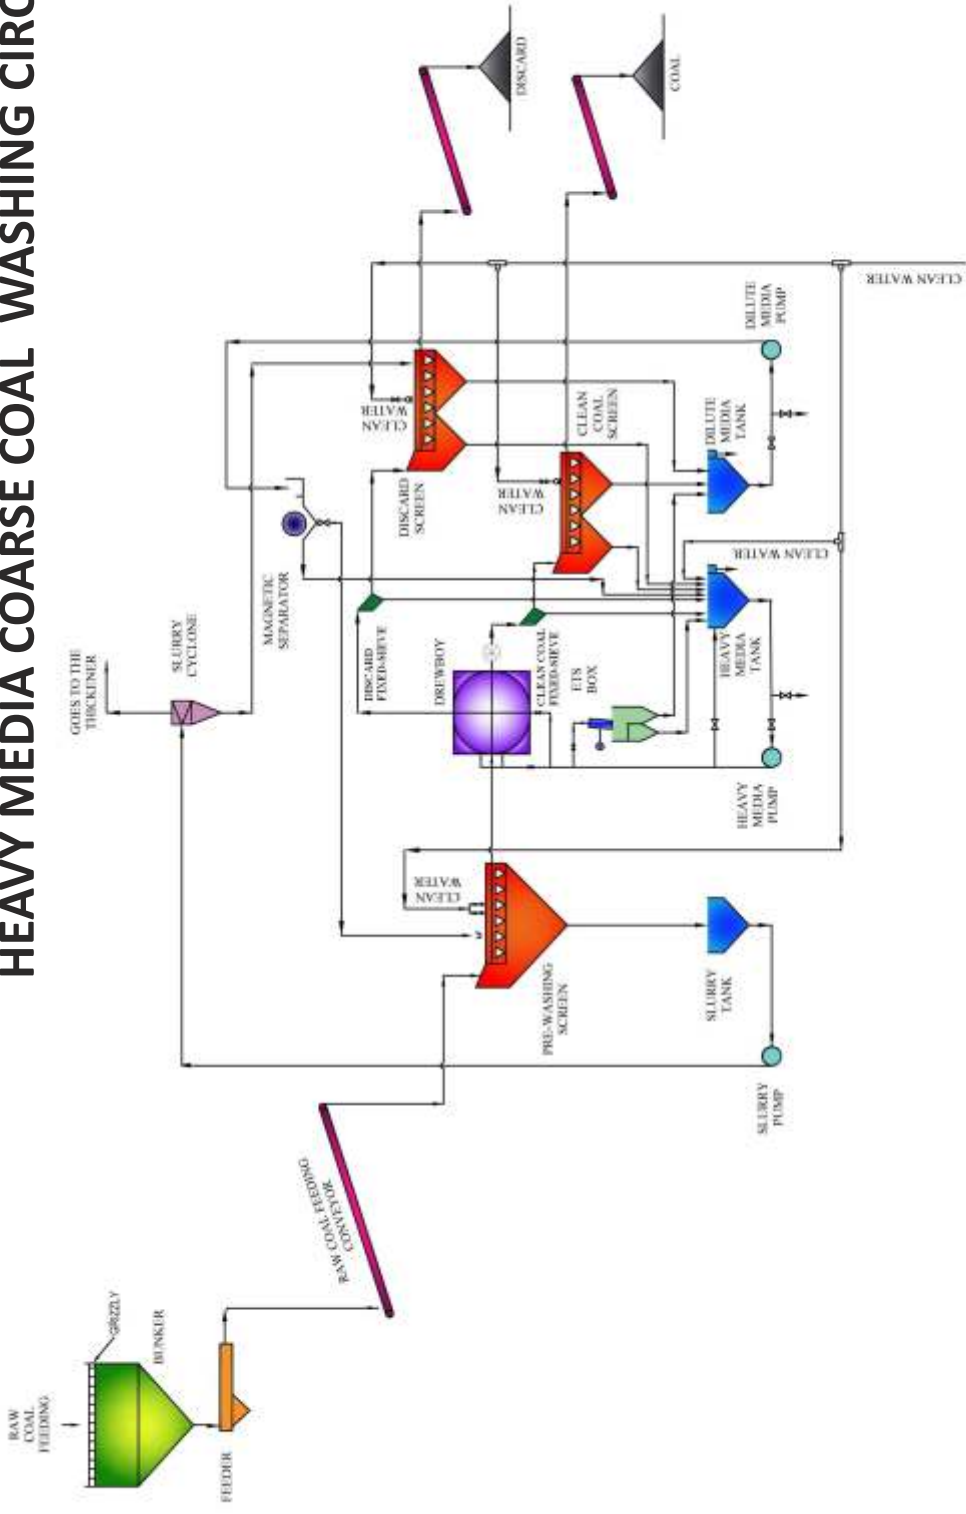 HEAVY MEDIA COARSE COAL WASHING CIRC
RAW
COAL
FEEDING
GRIZZLY
BUNKER
FEEDER
RAW COAL FEEDING
CONVEYOR
GOES TO THE
THICKENER
SLURRY
CYCLONE
MAGNETIC
SEPARATOR
CLEAN
WATER
PRE-WASHING
SCREEN
SLURRY
TANK
SLURRY
PUMP
DISCARD
FIXED-SIEVE
DREWBOY
CLEAN COAL
FIXED-SIEVE
ETS
BOX
HEAVY
MEDIA
PUMP
HEAVY
MEDIA
TANK
CLEAN WATER
DISCARD
SCREEN
CLEAN
WATER
CLEAN
WATER
CLEAN
COAL
SCREEN
DILUTE
MEDIA
TANK
DILUTE
MEDIA
PUMP
CLEAN WATER
DISCARD
COAL